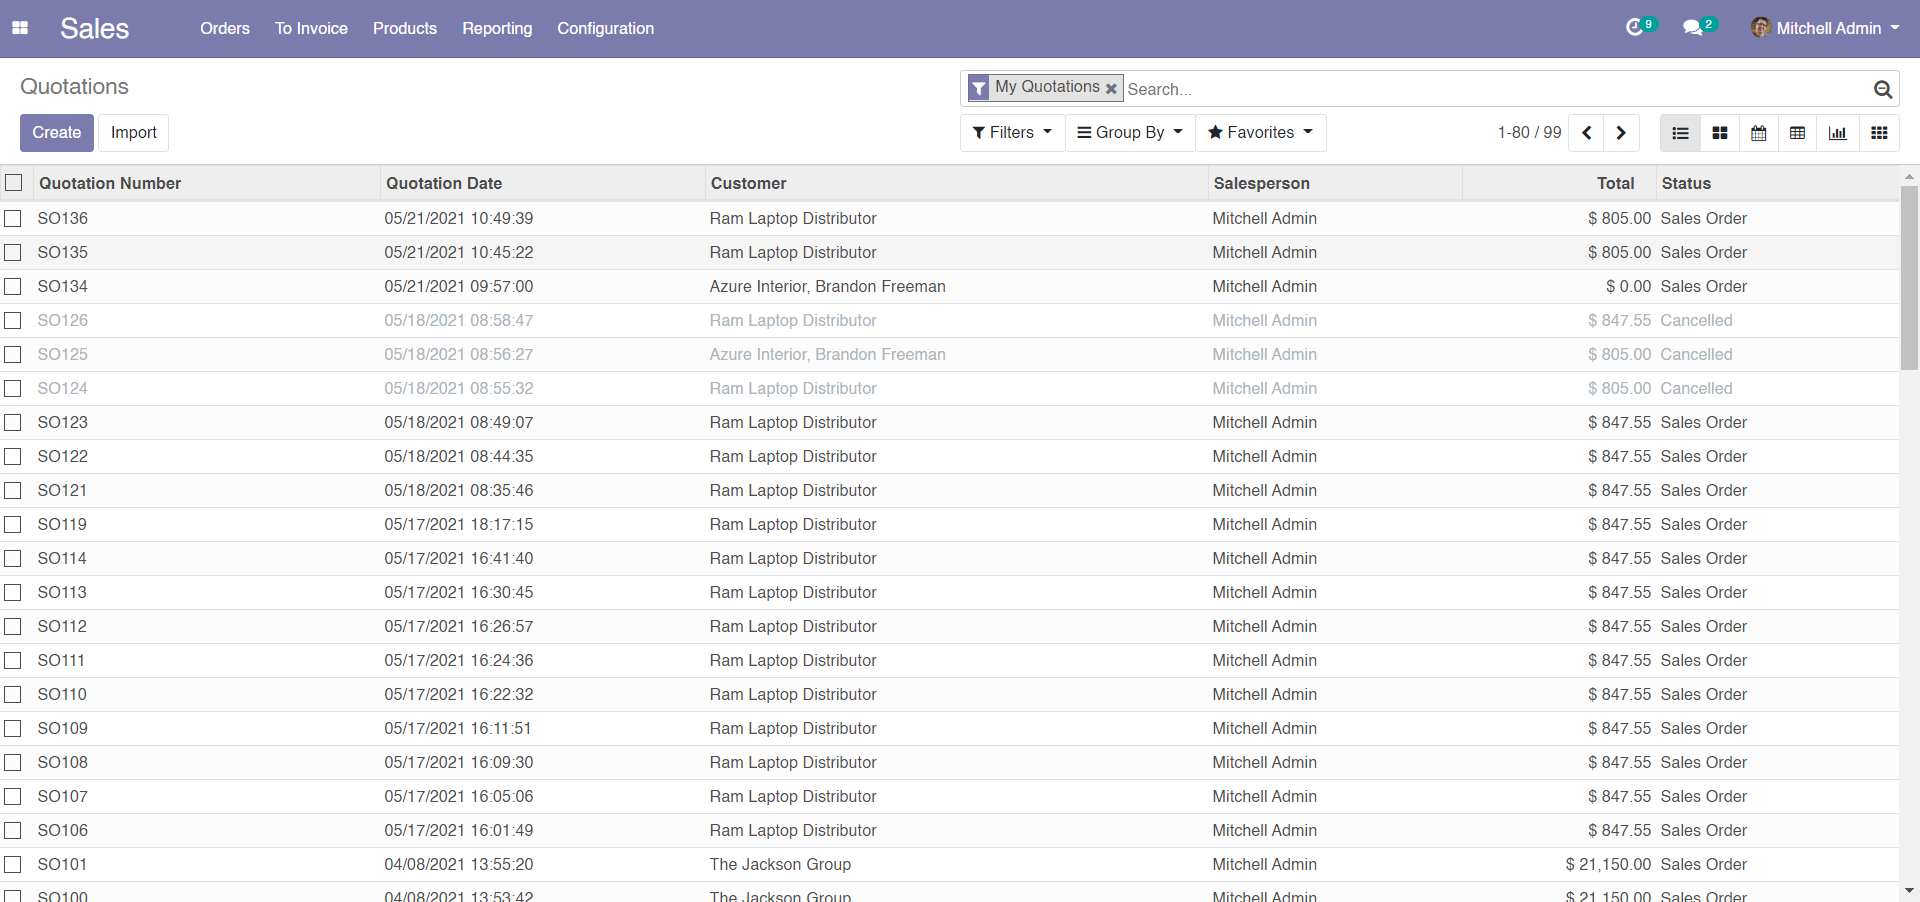 Sales Orders To Invoice Products Reporting Configuration 9 2 Mitchell Admin
Quotations
My Quotations Search...
Create Import Filters Group By Favorites 1-80 / 99
Quotation Number Quotation Date Customer Salesperson Total Status
SO136 05/21/2021 10:49:39 Ram Laptop Distributor Mitchell Admin $ 805.00 Sales Order
SO135 05/21/2021 10:45:22 Ram Laptop Distributor Mitchell Admin $ 805.00 Sales Order
SO134 05/21/2021 09:57:00 Azure Interior, Brandon Freeman Mitchell Admin $ 0.00 Sales Order
SO126 05/18/2021 08:58:47 Ram Laptop Distributor Mitchell Admin $ 847.55 Cancelled
SO125 05/18/2021 08:56:27 Azure Interior, Brandon Freeman Mitchell Admin $ 805.00 Cancelled
SO124 05/18/2021 08:55:32 Ram Laptop Distributor Mitchell Admin $ 805.00 Cancelled
SO123 05/18/2021 08:49:07 Ram Laptop Distributor Mitchell Admin $ 847.55 Sales Order
SO122 05/18/2021 08:44:35 Ram Laptop Distributor Mitchell Admin $ 847.55 Sales Order
SO121 05/18/2021 08:35:46 Ram Laptop Distributor Mitchell Admin $ 847.55 Sales Order
SO119 05/17/2021 18:17:15 Ram Laptop Distributor Mitchell Admin $ 847.55 Sales Order
SO114 05/17/2021 16:41:40 Ram Laptop Distributor Mitchell Admin $ 847.55 Sales Order
SO113 05/17/2021 16:30:45 Ram Laptop Distributor Mitchell Admin $ 847.55 Sales Order
SO112 05/17/2021 16:26:57 Ram Laptop Distributor Mitchell Admin $ 847.55 Sales Order
SO111 05/17/2021 16:24:36 Ram Laptop Distributor Mitchell Admin $ 847.55 Sales Order
SO110 05/17/2021 16:22:32 Ram Laptop Distributor Mitchell Admin $ 847.55 Sales Order
SO109 05/17/2021 16:11:51 Ram Laptop Distributor Mitchell Admin $ 847.55 Sales Order
SO108 05/17/2021 16:09:30 Ram Laptop Distributor Mitchell Admin $ 847.55 Sales Order
SO107 05/17/2021 16:05:06 Ram Laptop Distributor Mitchell Admin $ 847.55 Sales Order
SO106 05/17/2021 16:01:49 Ram Laptop Distributor Mitchell Admin $ 847.55 Sales Order
SO101 04/08/2021 13:55:20 The Jackson Group Mitchell Admin $ 21,150.00 Sales Order
SO100 04/08/2021 13:53:42 The Jackson Group Mitchell Admin $ 21,150.00 Sales Order